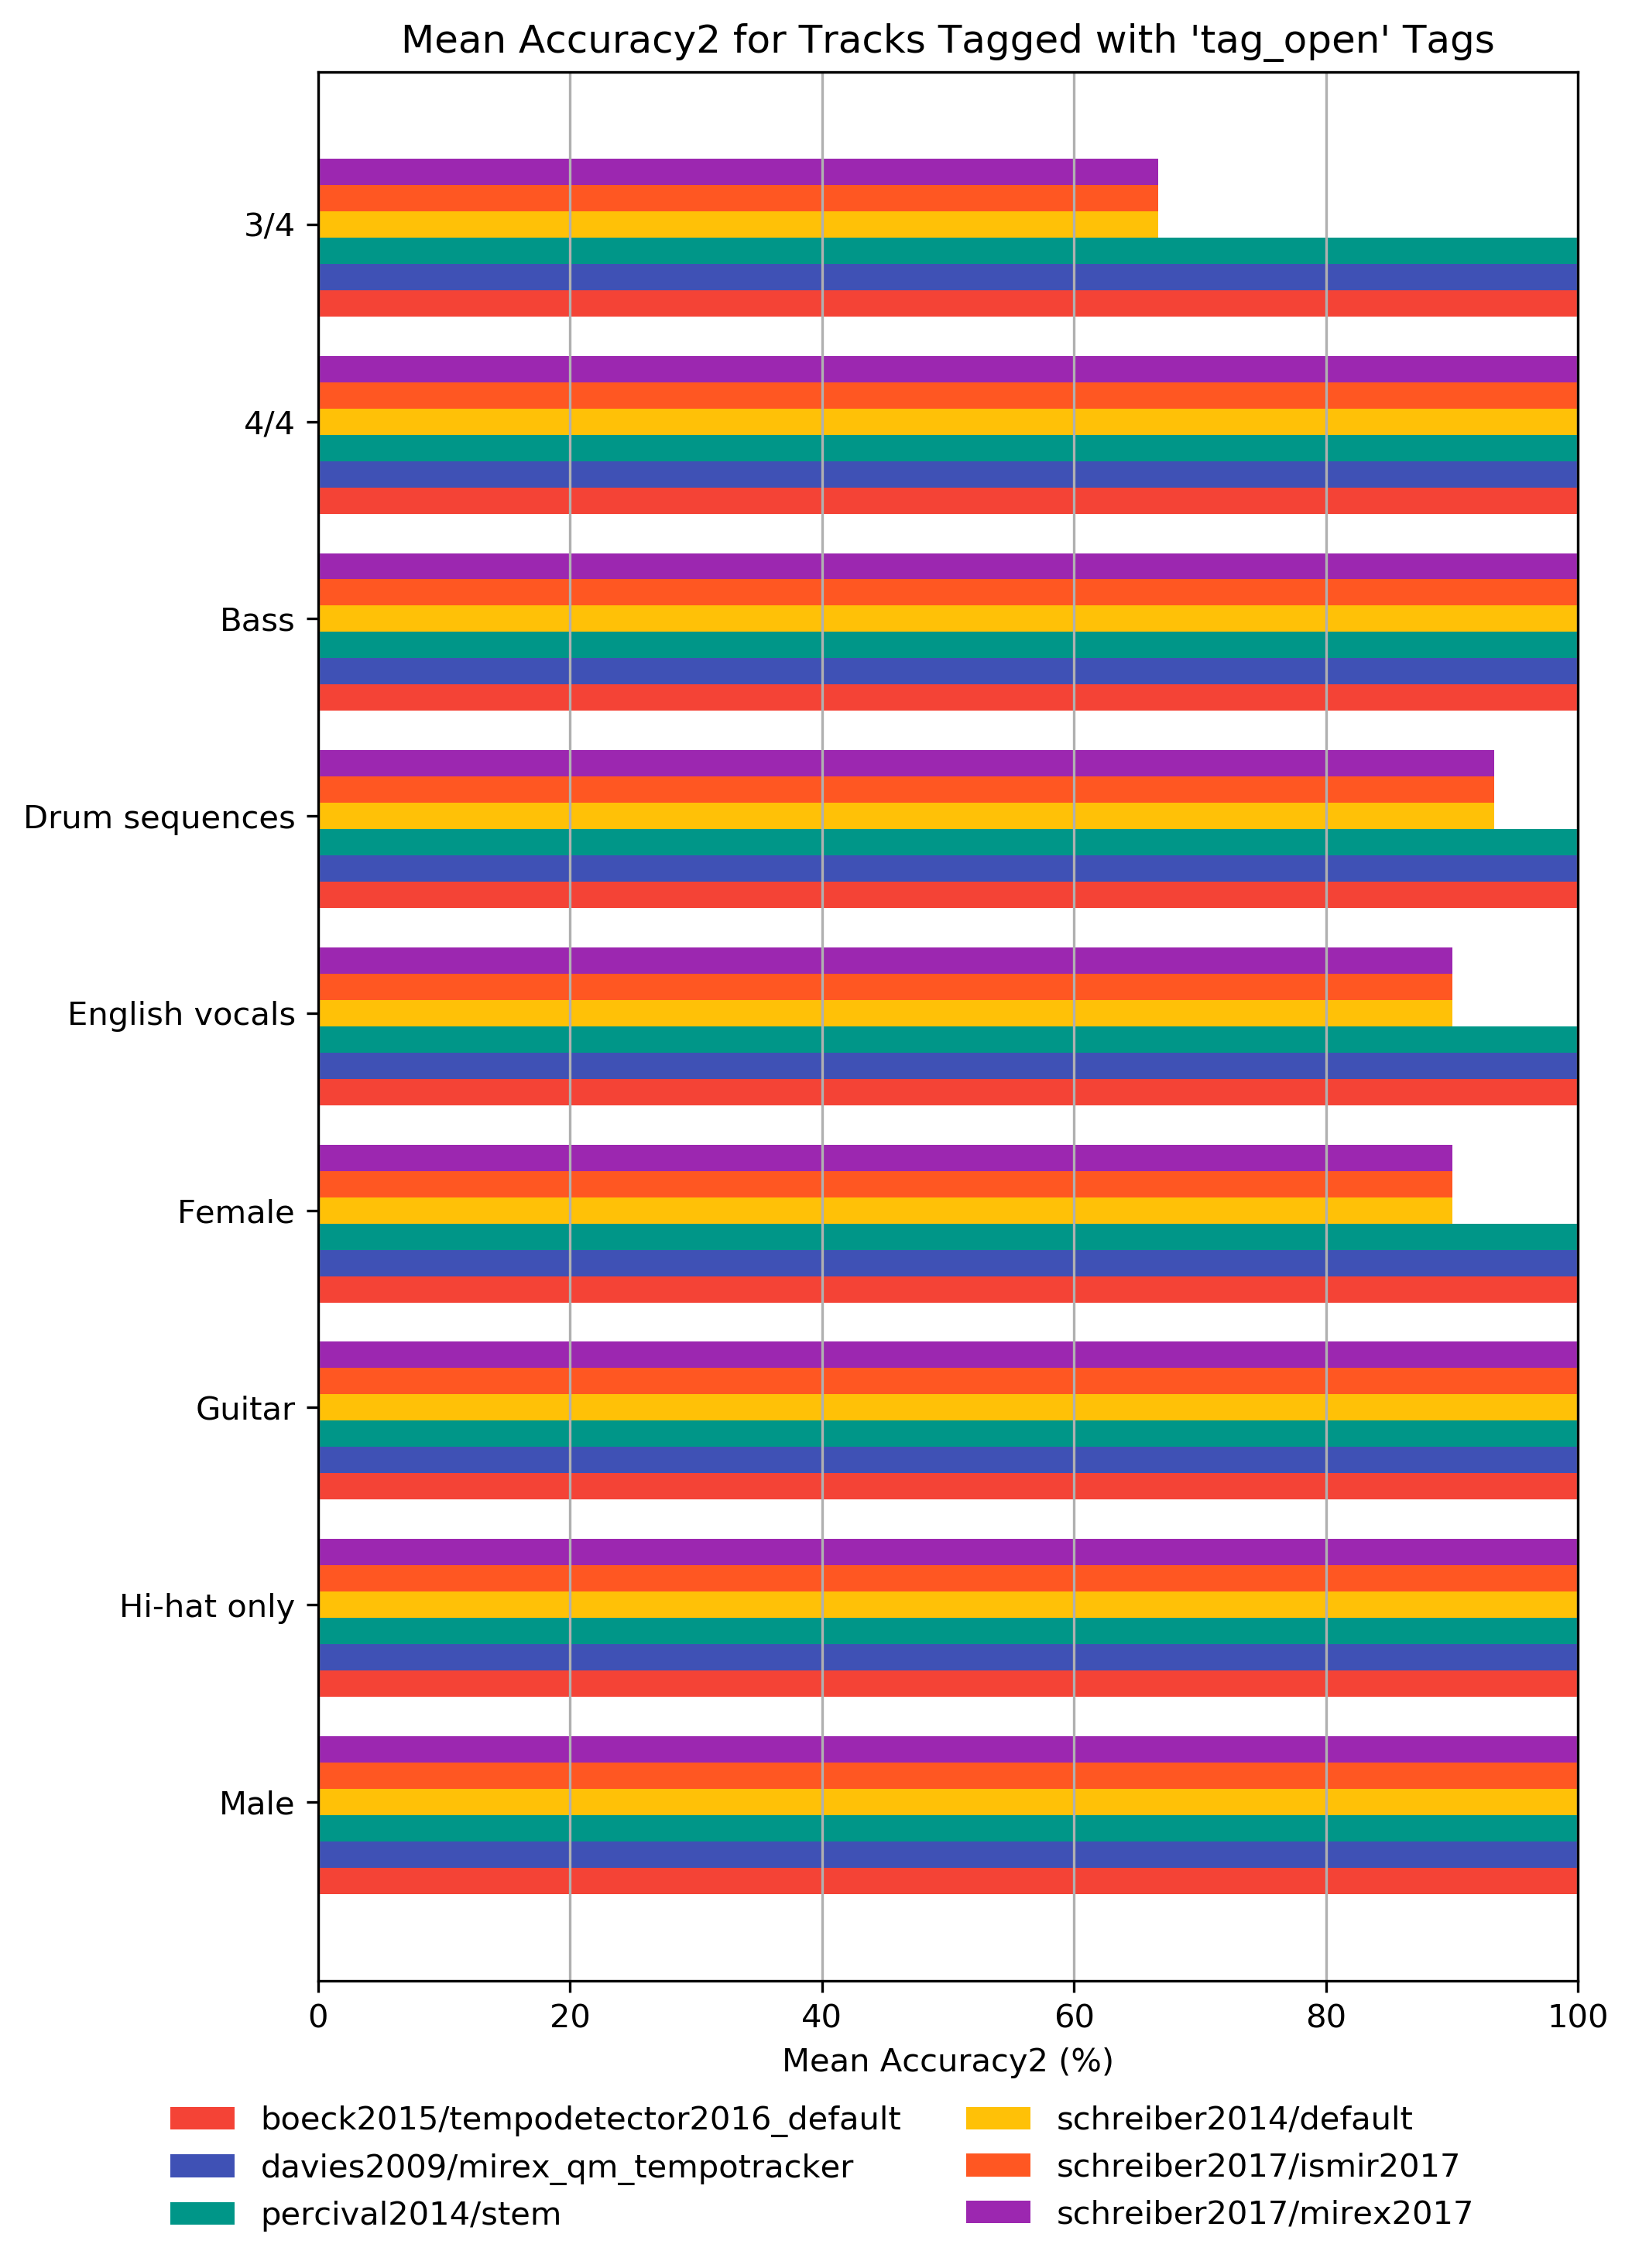 Mean Accuracy2 for Tracks Tagged with 'tag_open' Tags
3/4
4/4
Bass
Drum sequences
English vocals
Female
Guitar
Hi-hat only
Male
0 20 40 60 80 100
Mean Accuracy2 (%)
boeck2015/tempodetector2016_default
davies2009/mirex_qm_tempotracker
percival2014/stem
schreiber2014/default
schreiber2017/ismir2017
schreiber2017/mirex2017